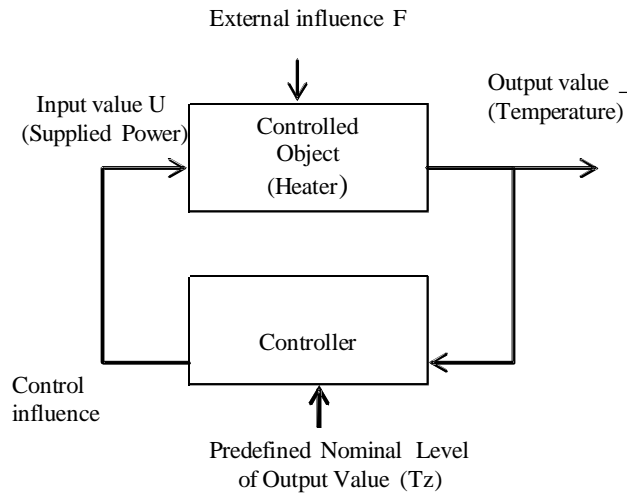 External influence F
Output value _
(Temperature)
Input value U
(Supplied Power)
Controlled
Object
(Heater)
Controller
Control
influence
Predefined Nominal Level
of Output Value (Tz)